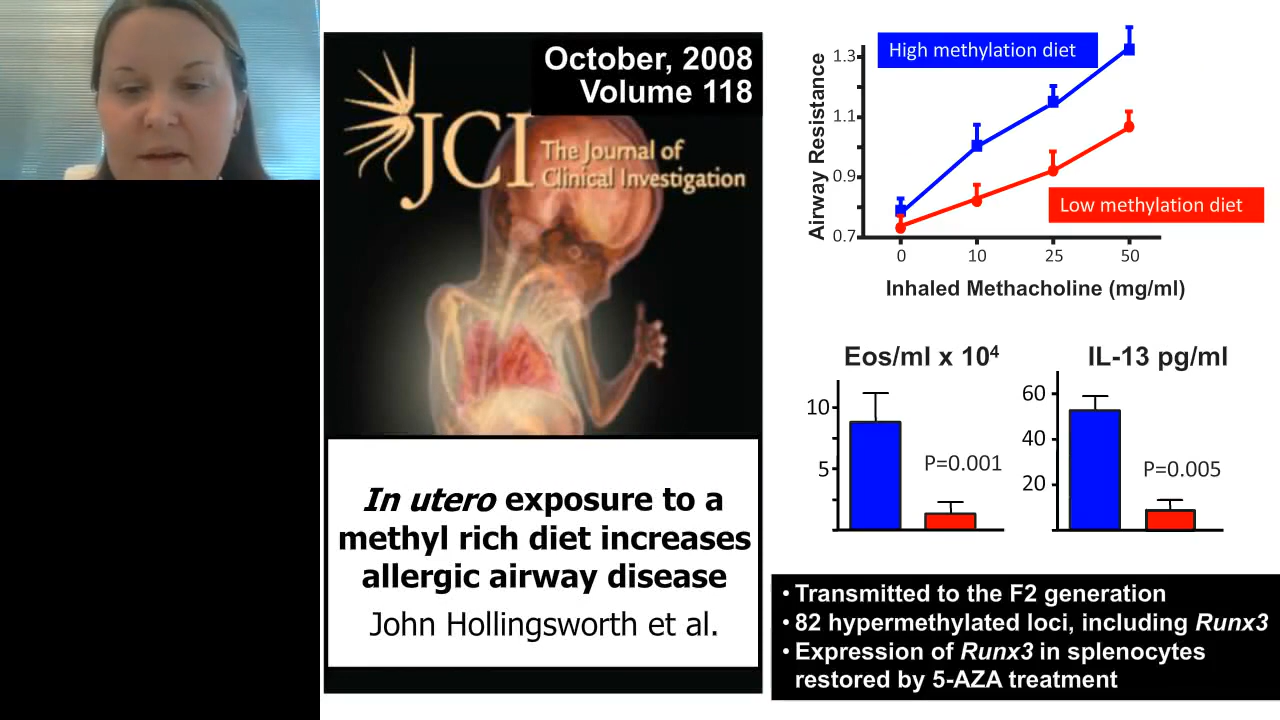 October, 2008
Volume 118
JCI The Journal of
Clinical Investigation
In utero exposure to a
methyl rich diet increases
allergic airway disease
John Hollingsworth et al.
High methylation diet
Low methylation diet
Airway Resistance
1.3
1.1
0.9
0.7
0 10 25 50
Inhaled Methacholine (mg/ml)
Eos/ml x 10⁴
10
5
P=0.001
IL-13 pg/ml
60
40
20
P=0.005
• Transmitted to the F2 generation
• 82 hypermethylated loci, including Runx3
• Expression of Runx3 in splenocytes
restored by 5-AZA treatment